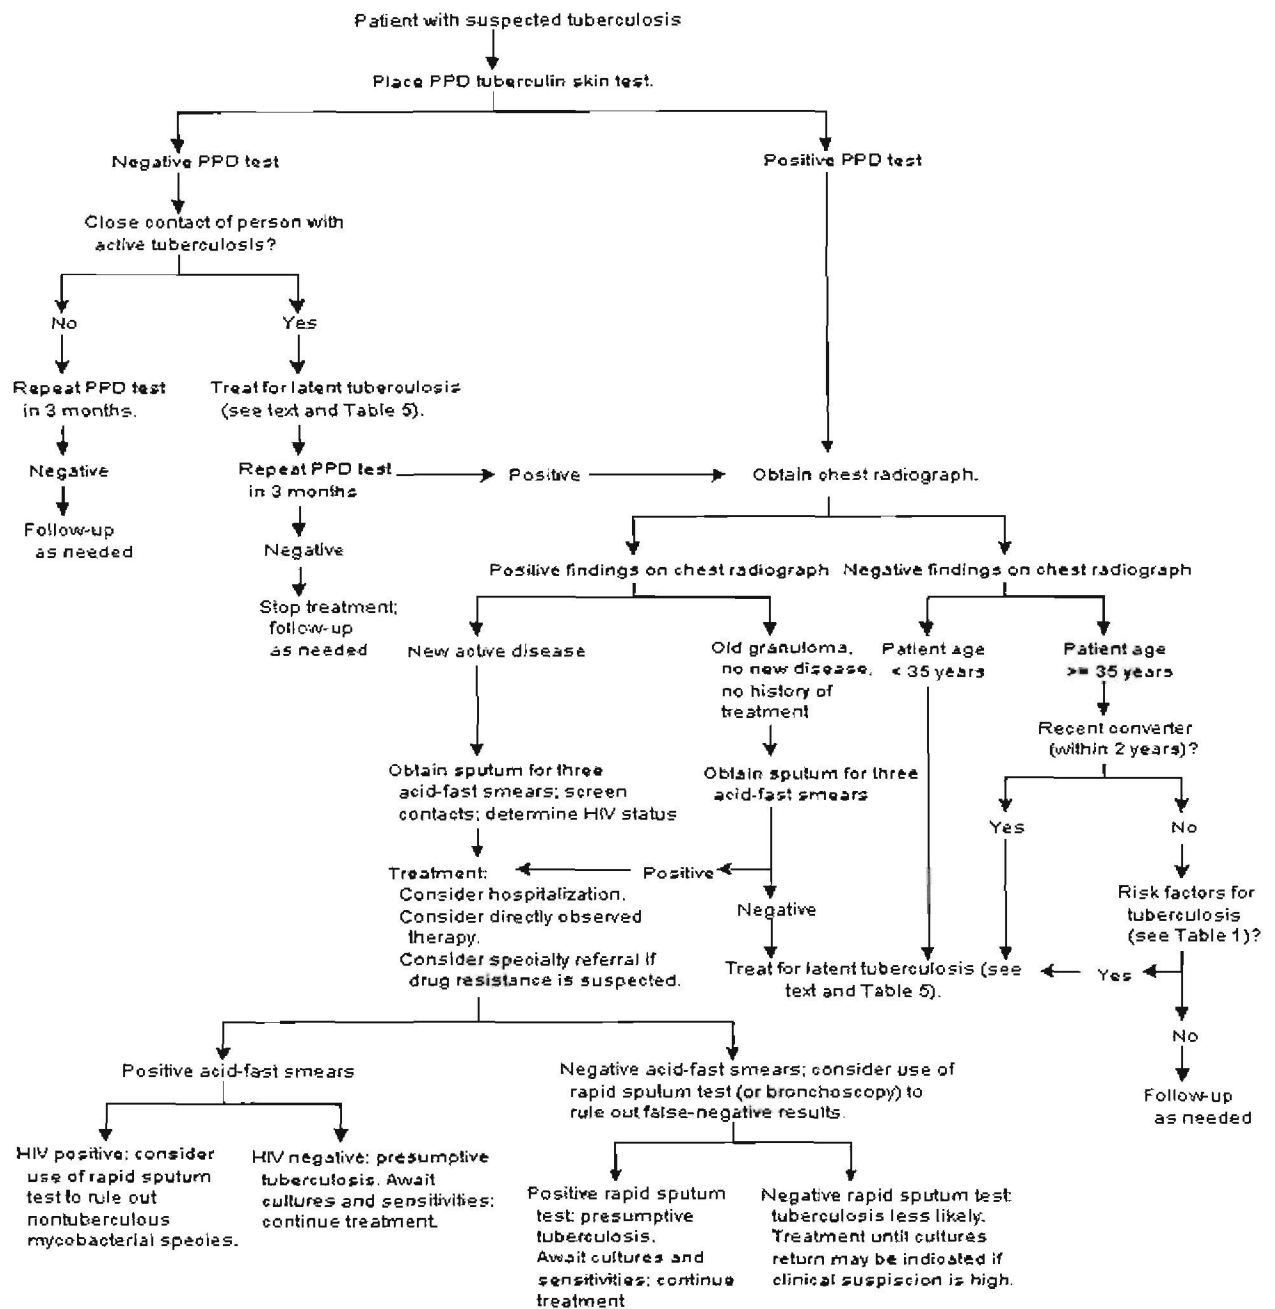 Patient with suspected tuberculosis
Place PPD tuberculin skin test.
Negative PPD test
Positive PPD test
Close contact of person with
active tuberculosis?
No
Yes
Repeat PPD test
in 3 months.
Treat for latent tuberculosis
(see text and Table 5).
Negative
Repeat PPD test
in 3 months
Positive
Obtain chest radiograph.
Follow-up
as needed
Negative
Stop treatment;
follow-up
as needed
Positive findings on chest radiograph
Negative findings on chest radiograph
New active disease
Old granuloma,
no new disease,
no history of
treatment
Patient age
< 35 years
Patient age
>= 35 years
Recent converter
(within 2 years)?
Obtain sputum for three
acid-fast smears; screen
contacts; determine HIV status
Obtain sputum for three
acid-fast smears
Yes
No
Treatment:
Consider hospitalization.
Consider directly observed
therapy.
Consider specialty referral if
drug resistance is suspected.
Positive
Negative
Risk factors for
tuberculosis
(see Table 1)?
Treat for latent tuberculosis (see
text and Table 5).
Yes
No
Follow-up
as needed
Positive acid-fast smears
Negative acid-fast smears; consider use of
rapid sputum test (or bronchoscopy) to
rule out false-negative results.
HIV positive: consider
use of rapid sputum
test to rule out
nontuberculous
mycobacterial species.
HIV negative: presumptive
tuberculosis. Await
cultures and sensitivities;
continue treatment.
Positive rapid sputum
test: presumptive
tuberculosis.
Await cultures and
sensitivities; continue
treatment
Negative rapid sputum test:
tuberculosis less likely.
Treatment until cultures
return may be indicated if
clinical suspiscion is high.